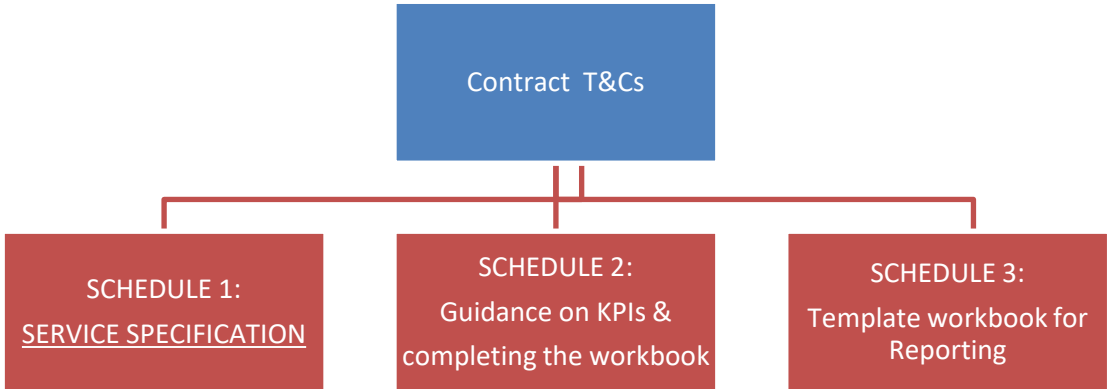 Contract T&Cs
SCHEDULE 1:
SERVICE SPECIFICATION
SCHEDULE 2:
Guidance on KPIs &
completing the workbook
SCHEDULE 3:
Template workbook for
Reporting